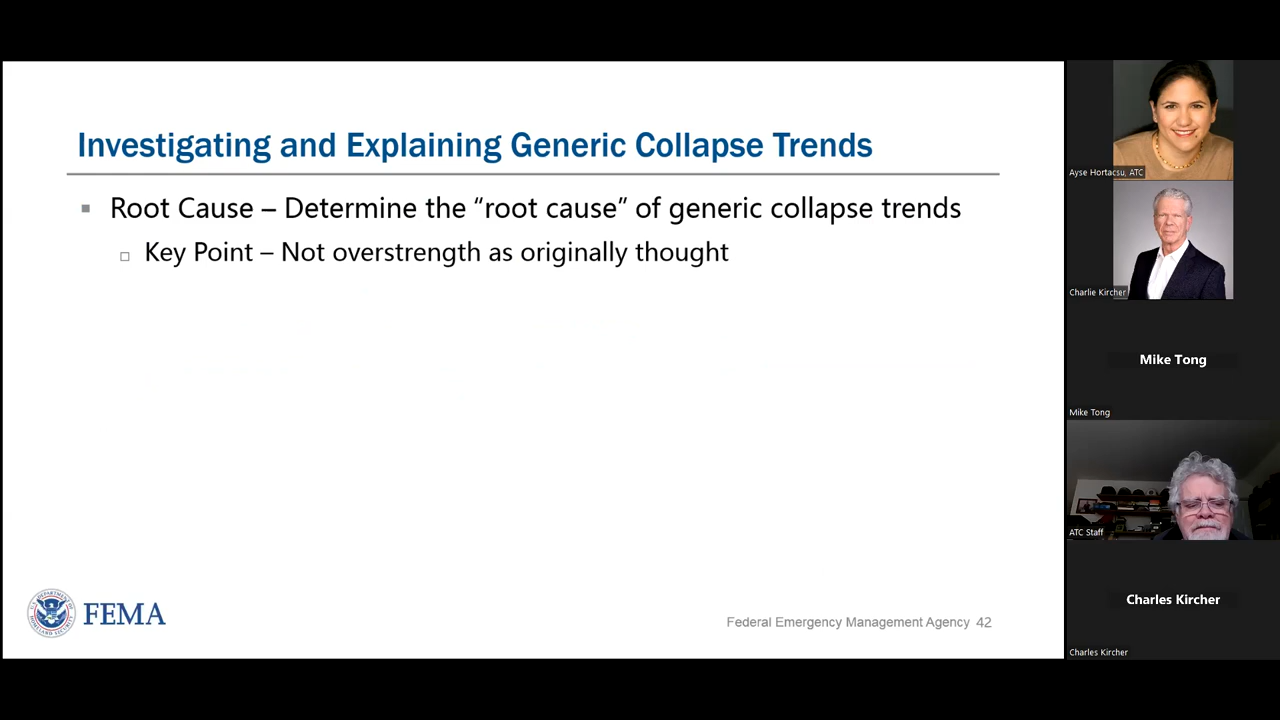 Investigating and Explaining Generic Collapse Trends
Root Cause – Determine the “root cause” of generic collapse trends
Key Point – Not overstrength as originally thought
FEMA
Federal Emergency Management Agency 42
Ayse Hortacsu, ATC
Charlie Kircher
Mike Tong
Mike Tong
ATC Staff
Charles Kircher
Charles Kircher